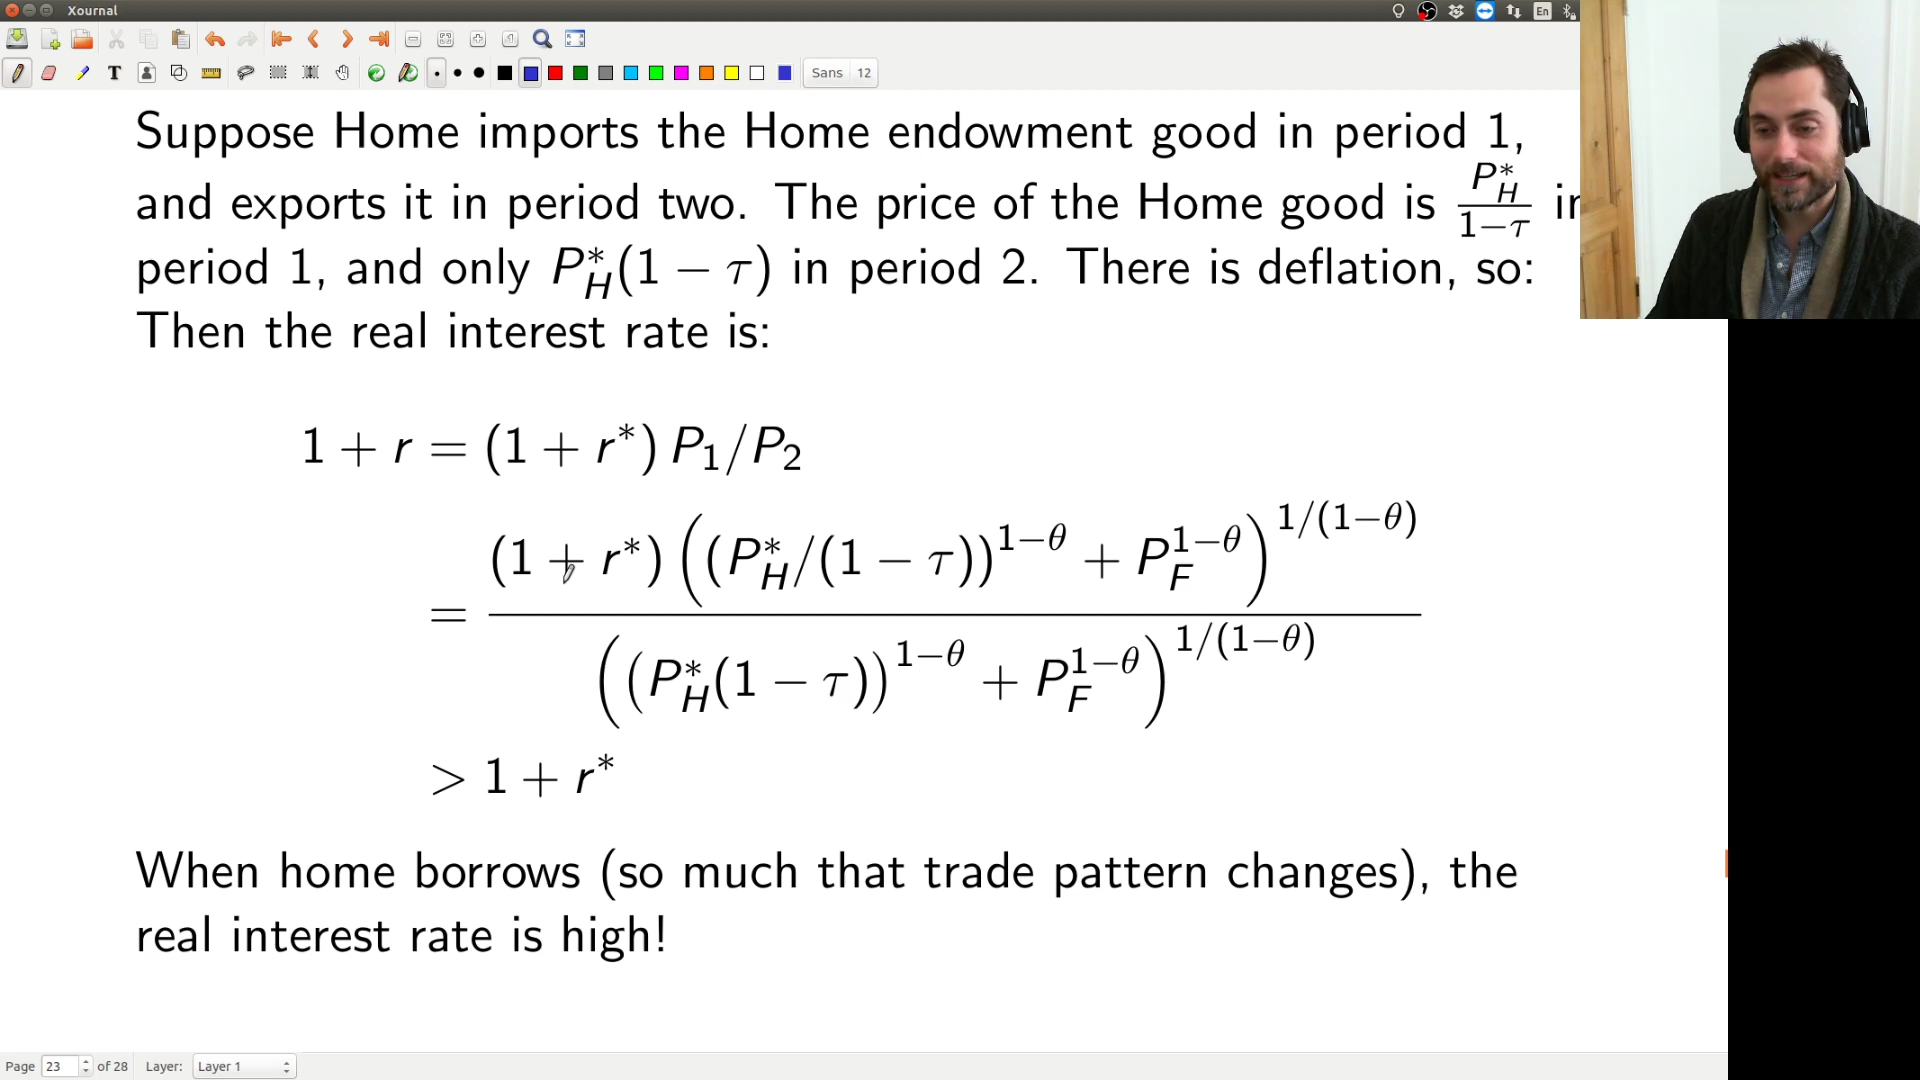 Xournal
En
Sans 12
Suppose Home imports the Home endowment good in period 1,
and exports it in period two. The price of the Home good is P*_H/(1−τ) in
period 1, and only P*_H(1 − τ) in period 2. There is deflation, so:
Then the real interest rate is:
1 + r = (1 + r*) P₁/P₂
= (1 + r*) ((P*_H/(1 − τ))^{1−θ} + P_F^{1−θ})^{1/(1−θ)}
((P*_H(1 − τ))^{1−θ} + P_F^{1−θ})^{1/(1−θ)}
> 1 + r*
When home borrows (so much that trade pattern changes), the
real interest rate is high!
Page 23 of 28 Layer: Layer 1